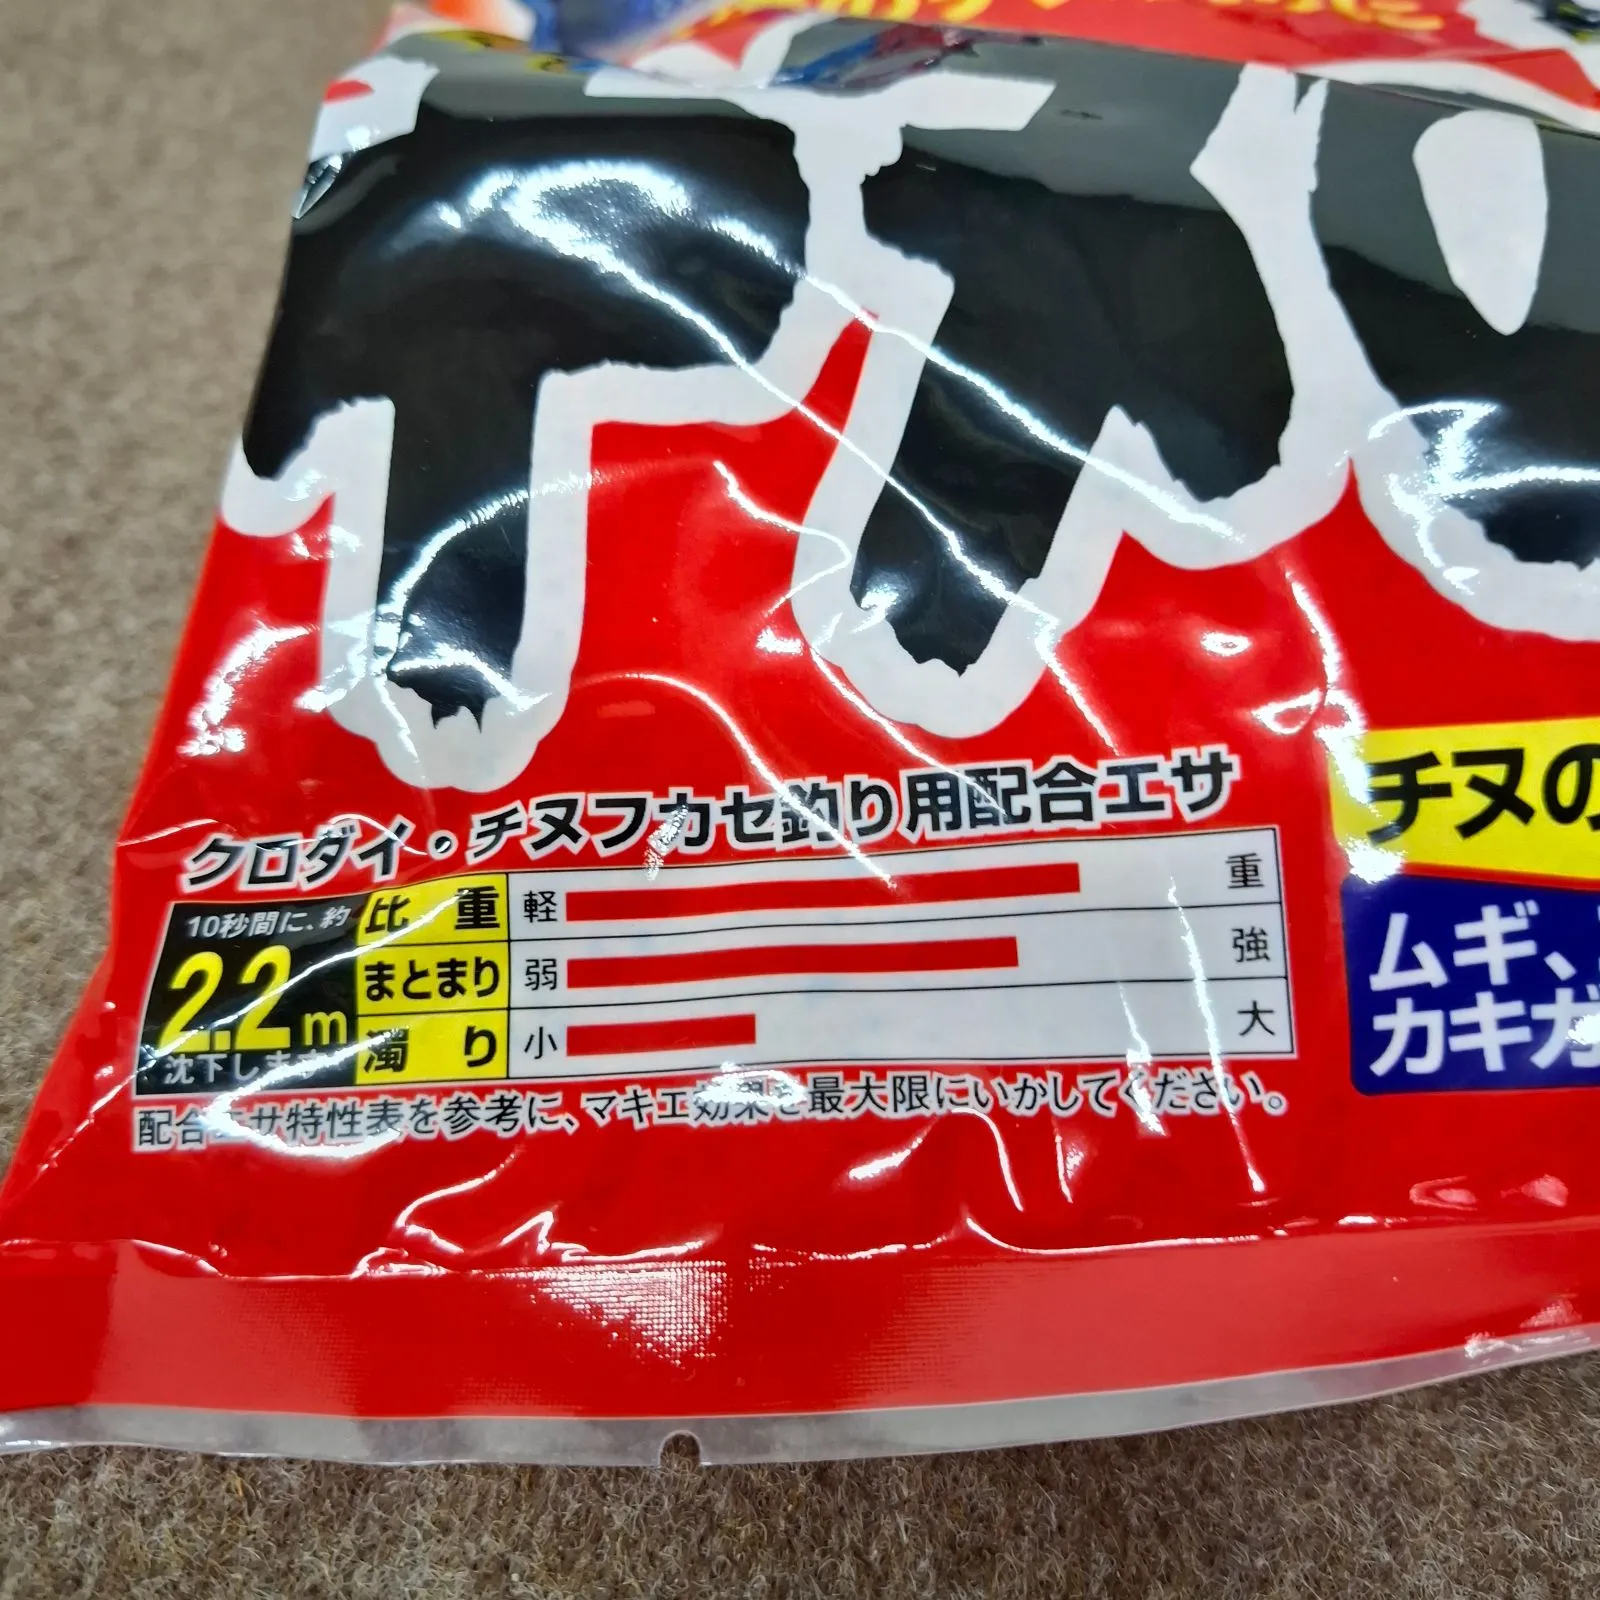 クロダイ・チヌフカセ釣り用配合エサ
10秒間に、約
2.2m
沈下します
比重 軽 重
まとまり 弱 強
濁り 小 大
配合エサ特性表を参考に、マキエ効果を最大限にいかしてください。
チヌの
ムギ、
カキガ